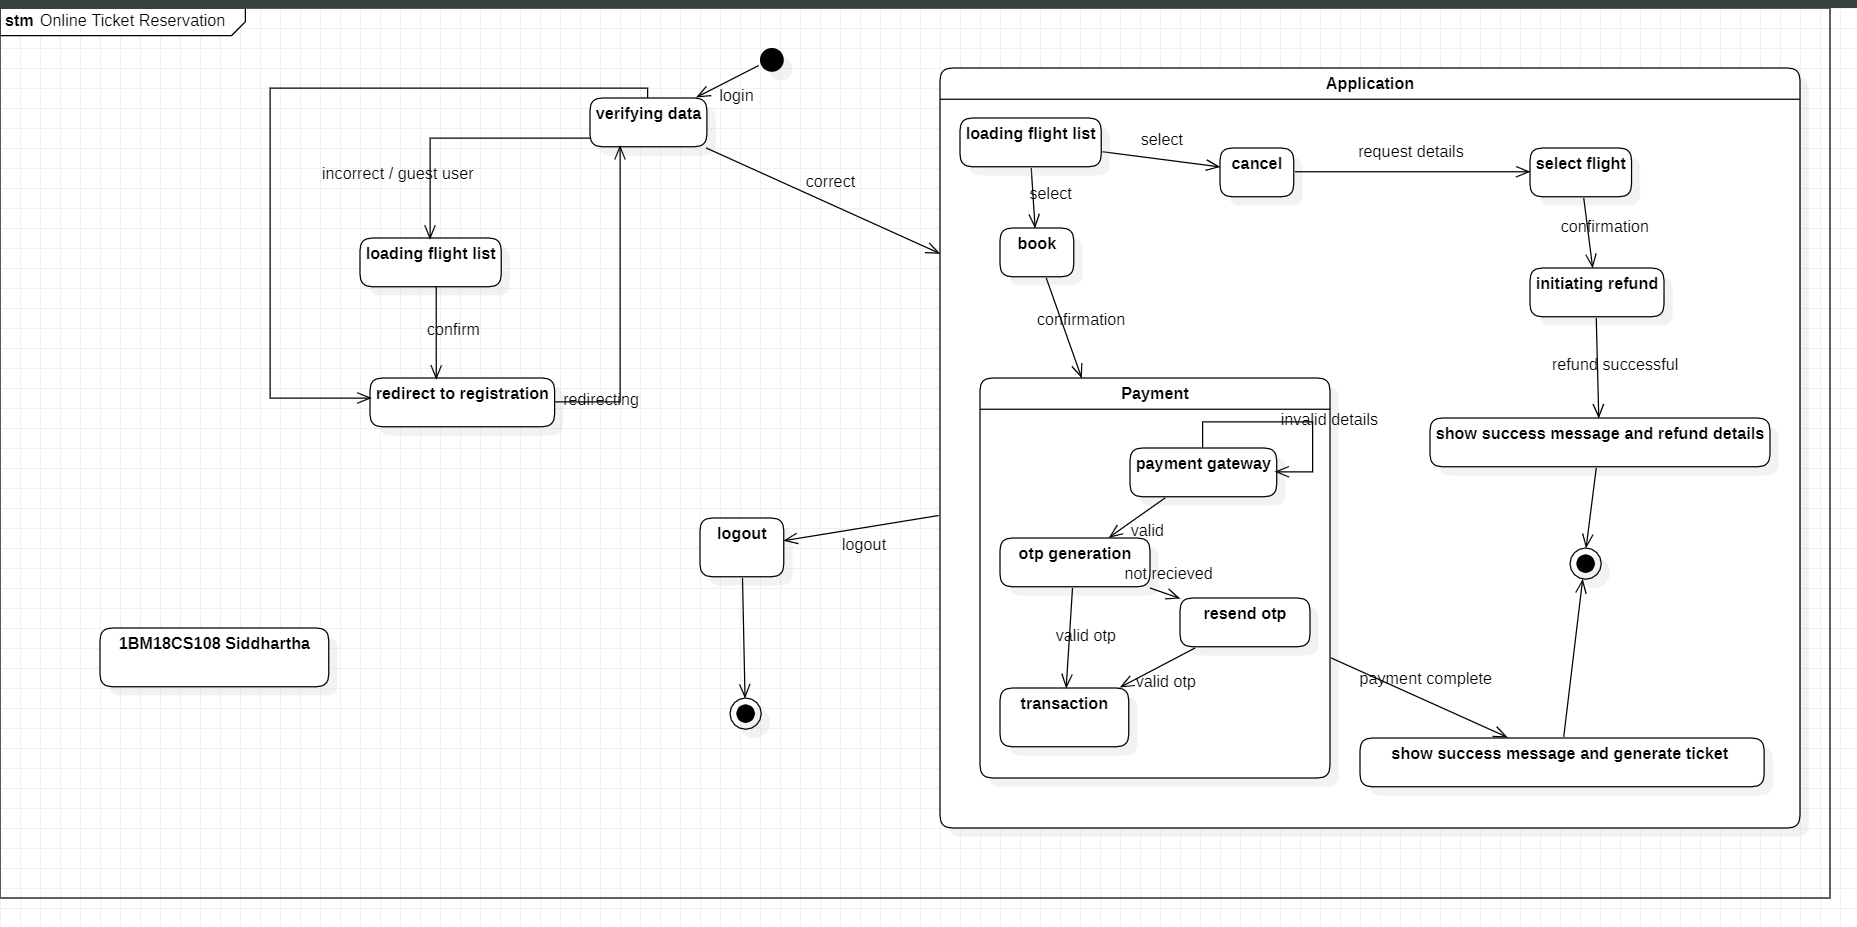 stm Online Ticket Reservation
login
verifying data
incorrect / guest user
correct
loading flight list
confirm
redirect to registration
redirecting
logout
logout
1BM18CS108 Siddhartha
Application
loading flight list
select
cancel
request details
select flight
select
book
confirmation
confirmation
initiating refund
refund successful
show success message and refund details
Payment
invalid details
payment gateway
valid
otp generation
not recieved
resend otp
valid otp
valid otp
transaction
payment complete
show success message and generate ticket